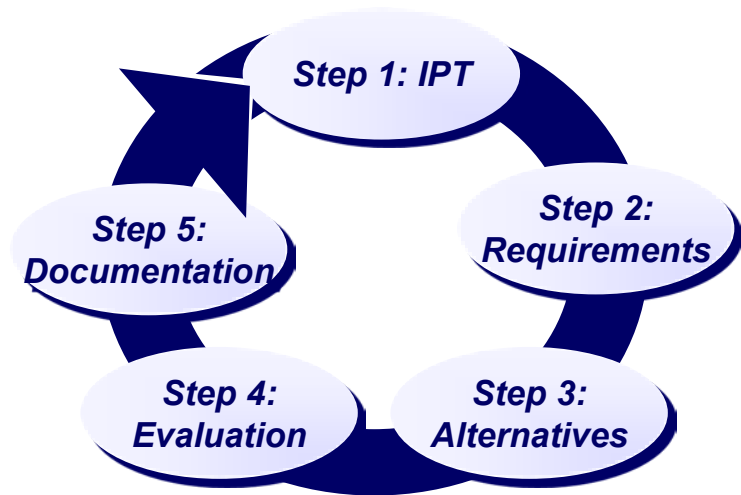 Step 1: IPT
Step 2:
Requirements
Step 3:
Alternatives
Step 4:
Evaluation
Step 5:
Documentation